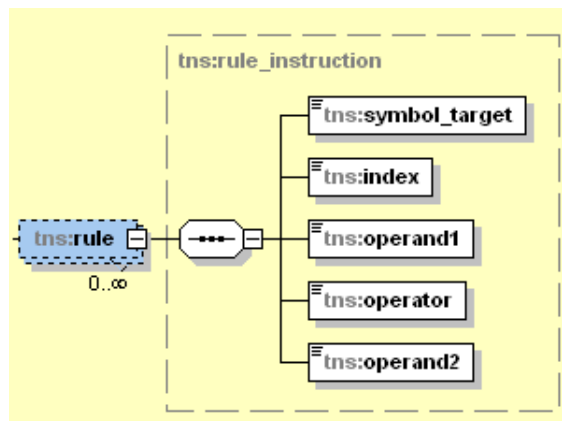 tns:rule_instruction
tns:symbol_target
tns:index
tns:rule
tns:operand1
0..∞
tns:operator
tns:operand2